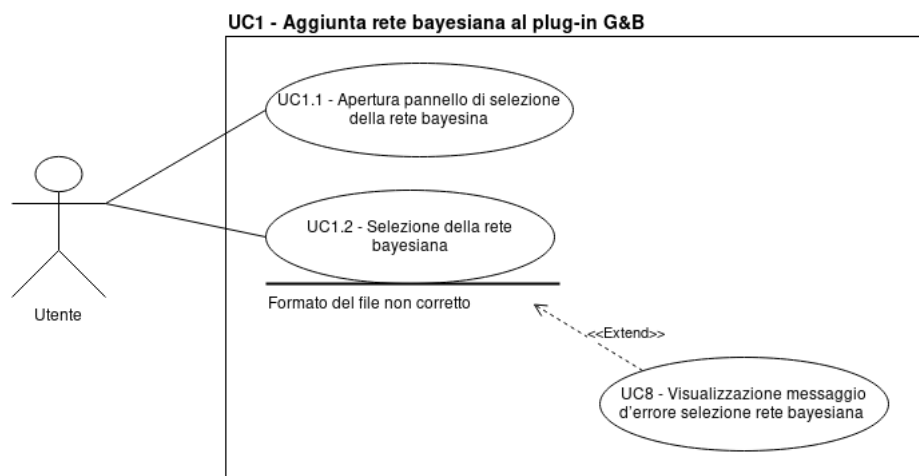 UC1 - Aggiunta rete bayesiana al plug-in G&B
UC1.1 - Apertura pannello di selezione
della rete bayesina
UC1.2 - Selezione della rete
bayesiana
Formato del file non corretto
Utente
<<Extend>>
UC8 - Visualizzazione messaggio
d'errore selezione rete bayesiana